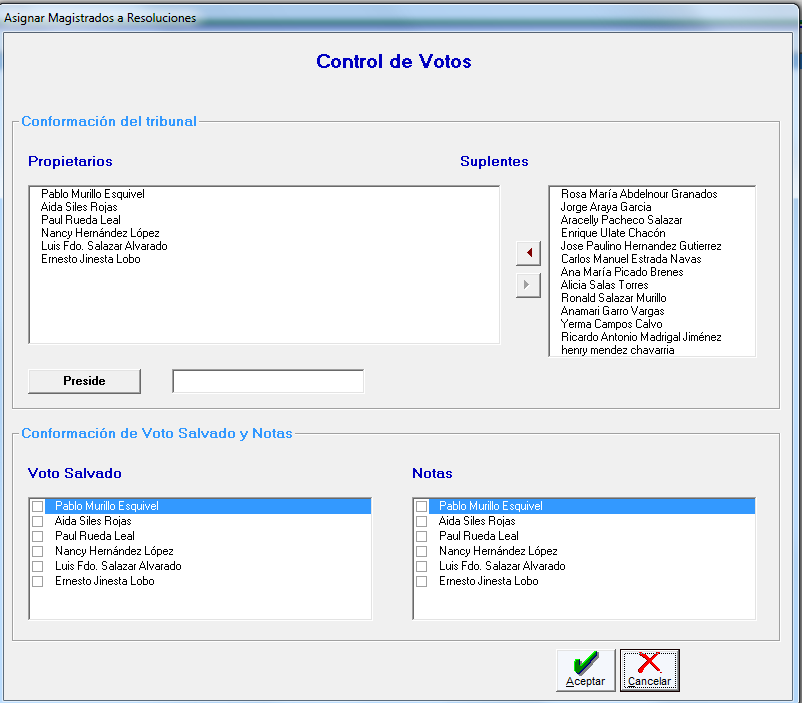 Asignar Magistrados a Resoluciones
Control de Votos
Conformación del tribunal
Propietarios
Suplentes
Pablo Murillo Esquivel
Aida Siles Rojas
Paul Rueda Leal
Nancy Hernández López
Luis Fdo. Salazar Alvarado
Ernesto Jinesta Lobo
Rosa María Abdelnour Granados
Jorge Araya Garcia
Aracelly Pacheco Salazar
Enrique Ulate Chacón
Jose Paulino Hernandez Gutierrez
Carlos Manuel Estrada Navas
Ana María Picado Brenes
Alicia Salas Torres
Ronald Salazar Murillo
Anamari Garro Vargas
Yerma Campos Calvo
Ricardo Antonio Madrigal Jiménez
henry mendez chavarria
Preside
Conformación de Voto Salvado y Notas
Voto Salvado
Pablo Murillo Esquivel
Aida Siles Rojas
Paul Rueda Leal
Nancy Hernández López
Luis Fdo. Salazar Alvarado
Ernesto Jinesta Lobo
Notas
Pablo Murillo Esquivel
Aida Siles Rojas
Paul Rueda Leal
Nancy Hernández López
Luis Fdo. Salazar Alvarado
Ernesto Jinesta Lobo
Aceptar
Cancelar